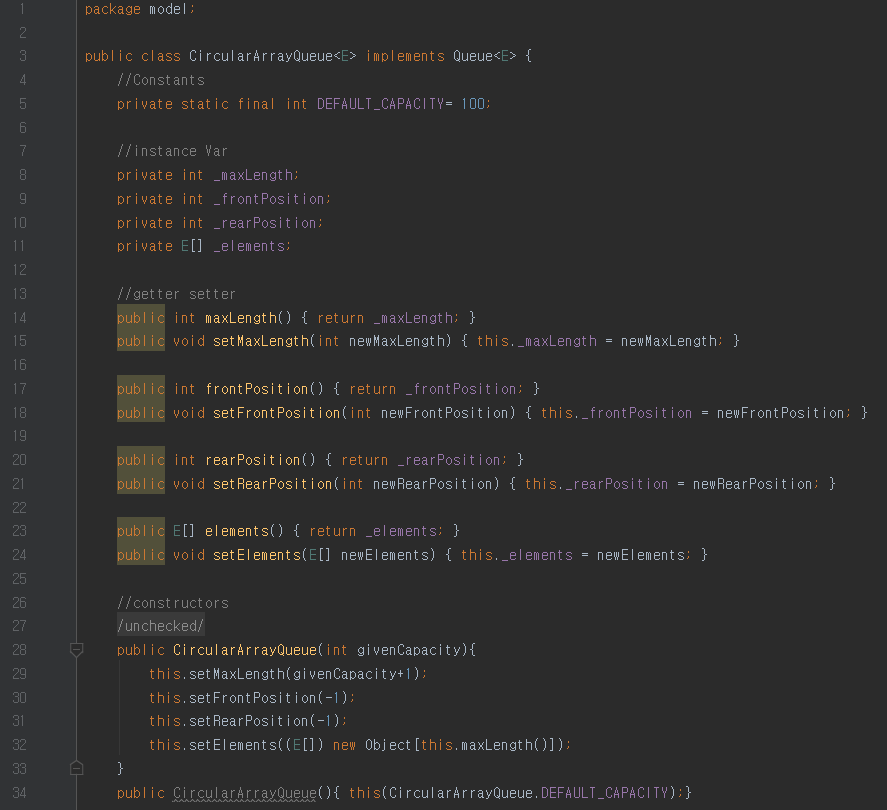 1 package model;
2
3 public class CircularArrayQueue<E> implements Queue<E> {
4 //Constants
5 private static final int DEFAULT_CAPACITY= 100;
6
7 //instance Var
8 private int _maxLength;
9 private int _frontPosition;
10 private int _rearPosition;
11 private E[] _elements;
12
13 //getter setter
14 public int maxLength() { return _maxLength; }
15 public void setMaxLength(int newMaxLength) { this._maxLength = newMaxLength; }
16
17 public int frontPosition() { return _frontPosition; }
18 public void setFrontPosition(int newFrontPosition) { this._frontPosition = newFrontPosition; }
19
20 public int rearPosition() { return _rearPosition; }
21 public void setRearPosition(int newRearPosition) { this._rearPosition = newRearPosition; }
22
23 public E[] elements() { return _elements; }
24 public void setElements(E[] newElements) { this._elements = newElements; }
25
26 //constructors
27 /unchecked/
28 public CircularArrayQueue(int givenCapacity){
29 this.setMaxLength(givenCapacity+1);
30 this.setFrontPosition(-1);
31 this.setRearPosition(-1);
32 this.setElements((E[]) new Object[this.maxLength()]);
33 }
34 public CircularArrayQueue(){ this(CircularArrayQueue.DEFAULT_CAPACITY);}